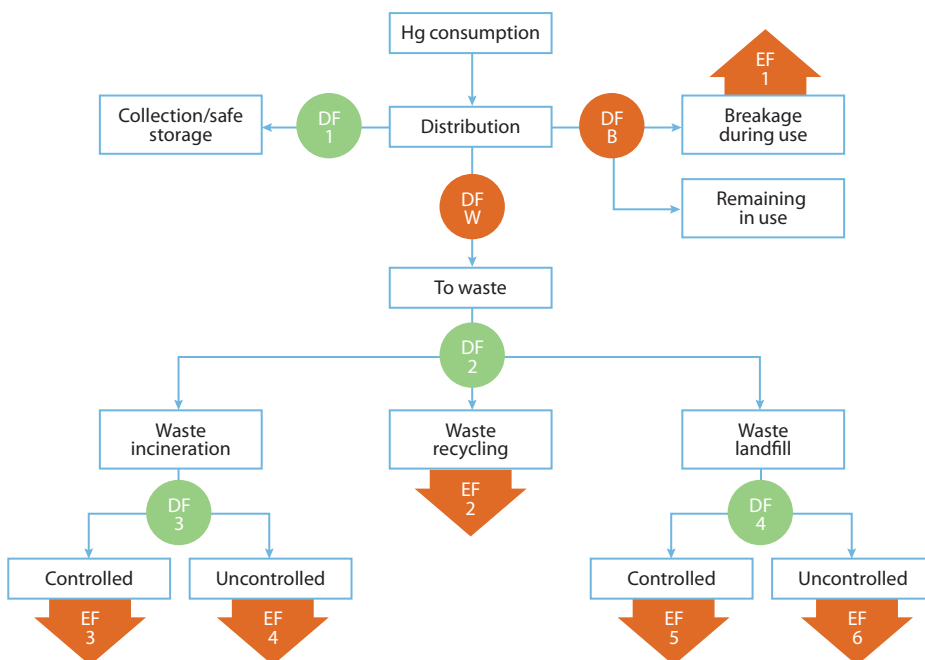 Hg consumption
EF
1
Collection/safe
storage
DF
1
Distribution
DF
B
Breakage
during use
DF
W
Remaining
in use
To waste
DF
2
Waste
incineration
Waste
recycling
Waste
landfill
DF
3
EF
2
DF
4
Controlled
Uncontrolled
Controlled
Uncontrolled
EF
3
EF
4
EF
5
EF
6